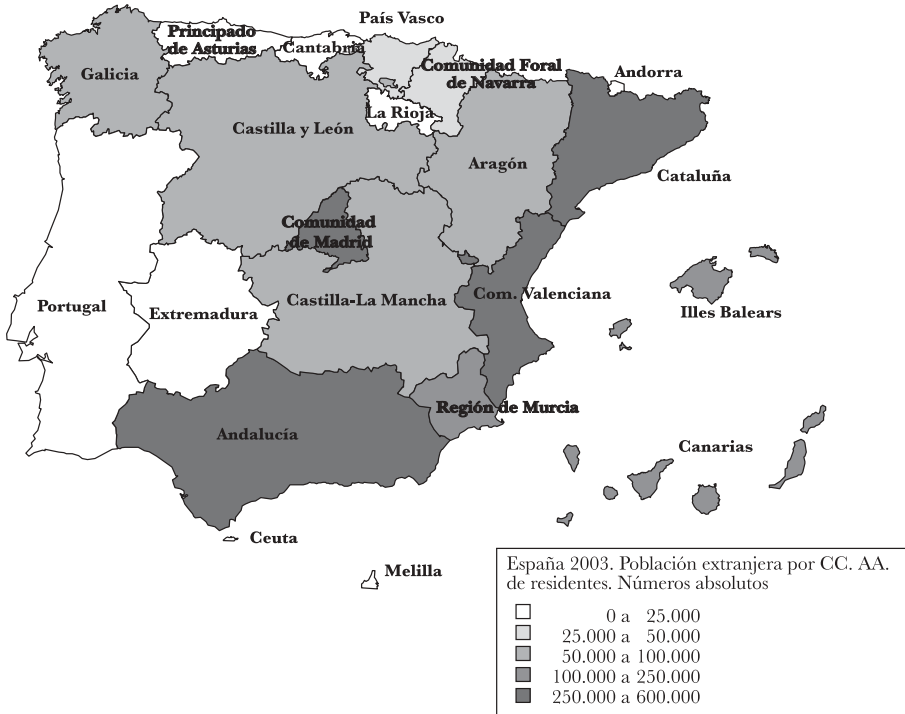 País Vasco
Principado
de Asturias
Cantabria
Comunidad Foral
de Navarra
Andorra
Galicia
La Rioja
Castilla y León
Aragón
Cataluña
Comunidad
de Madrid
Portugal
Extremadura
Castilla-La Mancha
Com. Valenciana
Illes Balears
Región de Murcia
Andalucía
Canarias
Ceuta
Melilla
España 2003. Población extranjera por CC. AA.
de residentes. Números absolutos
0 a 25.000
25.000 a 50.000
50.000 a 100.000
100.000 a 250.000
250.000 a 600.000